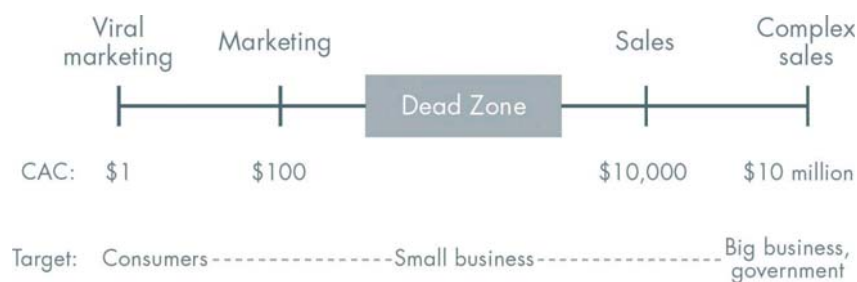 Viral marketing
Marketing
Sales
Complex sales
Dead Zone
CAC: $1 $100 $10,000 $10 million
Target: Consumers Small business Big business, government